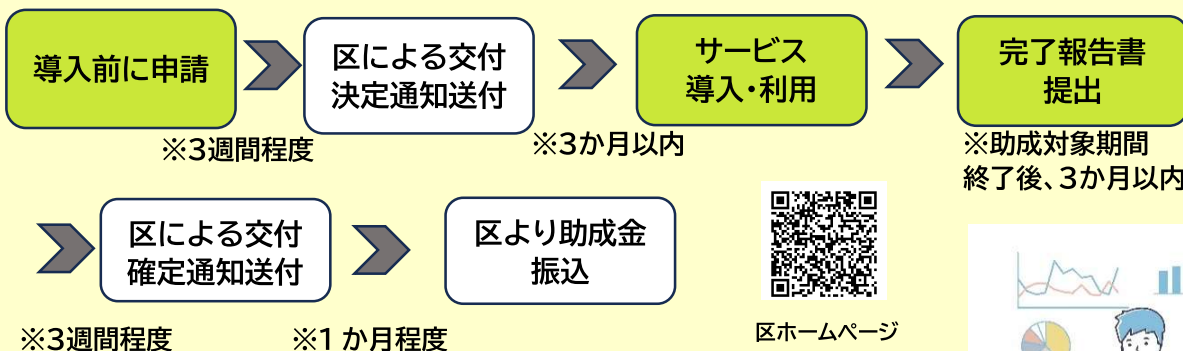 導入前に申請
区による交付
決定通知送付
サービス
導入・利用
完了報告書
提出
※3週間程度
※3か月以内
※助成対象期間
終了後、3か月以内
区による交付
確定通知送付
区より助成金
振込
区ホームページ
※3週間程度
※1か月程度